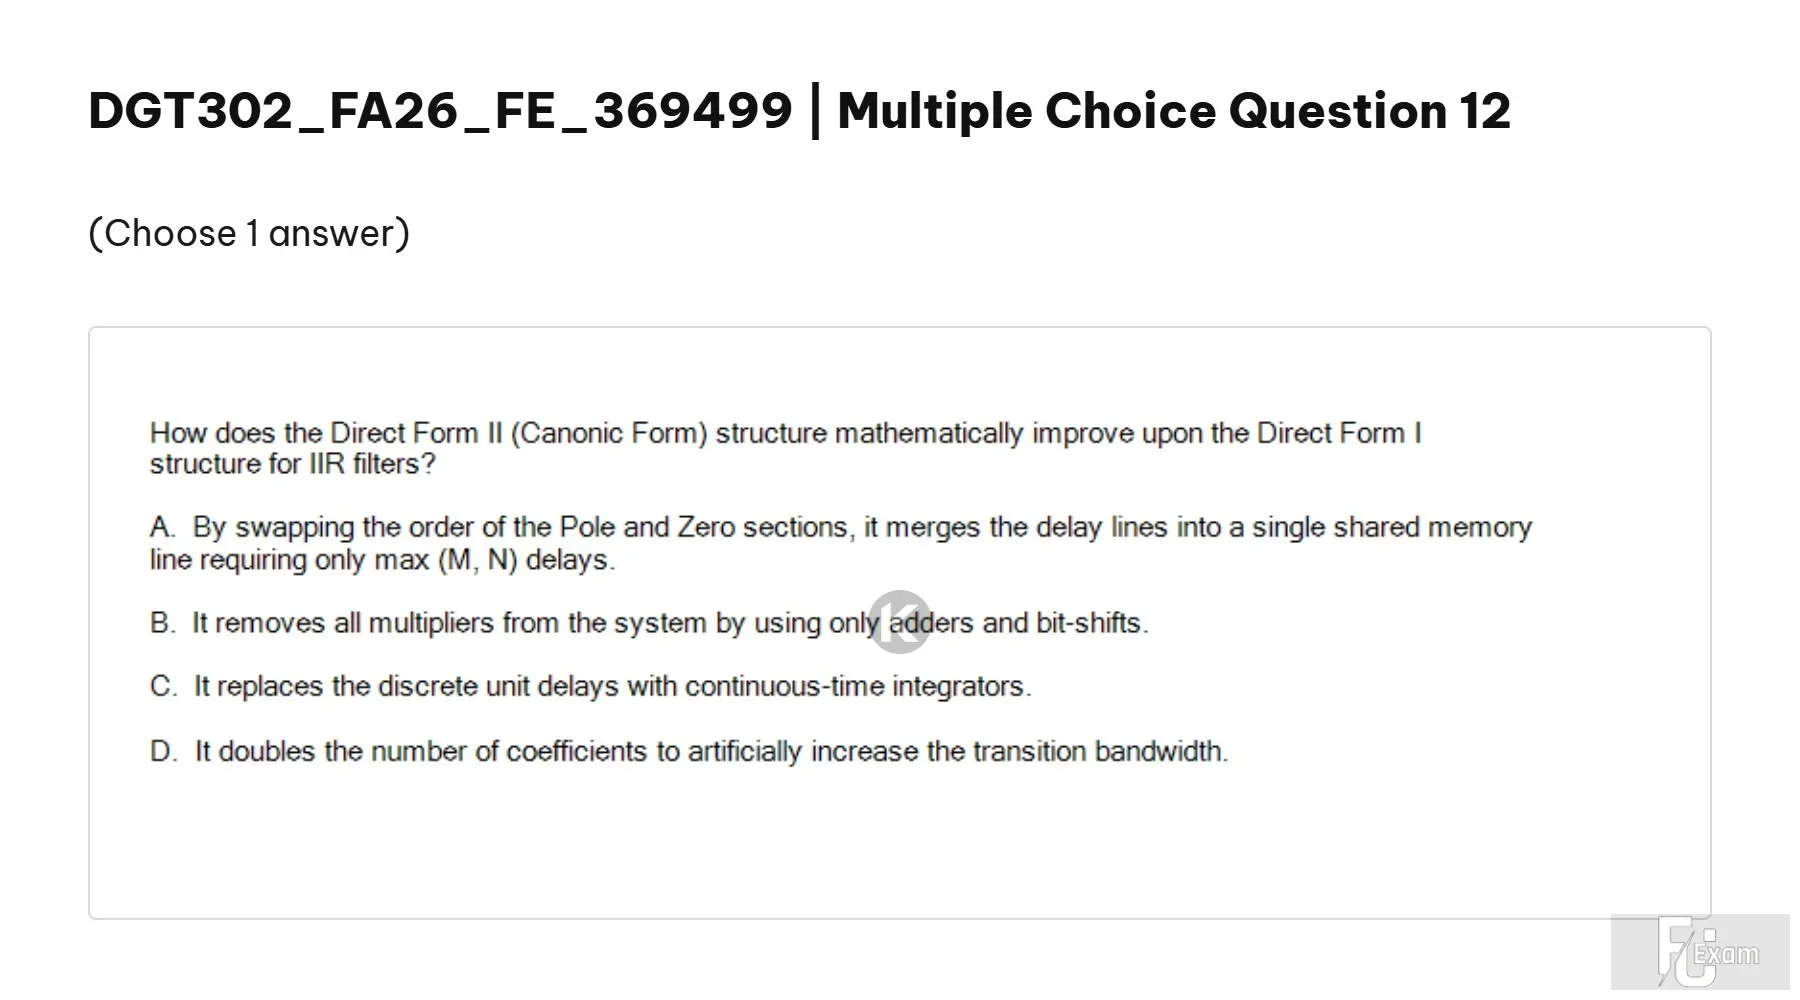 DGT302_FA26_FE_369499 | Multiple Choice Question 12
(Choose 1 answer)
How does the Direct Form II (Canonic Form) structure mathematically improve upon the Direct Form I
structure for IIR filters?
A. By swapping the order of the Pole and Zero sections, it merges the delay lines into a single shared memory
line requiring only max (M, N) delays.
B. It removes all multipliers from the system by using only adders and bit-shifts.
C. It replaces the discrete unit delays with continuous-time integrators.
D. It doubles the number of coefficients to artificially increase the transition bandwidth.
K
FU Exam